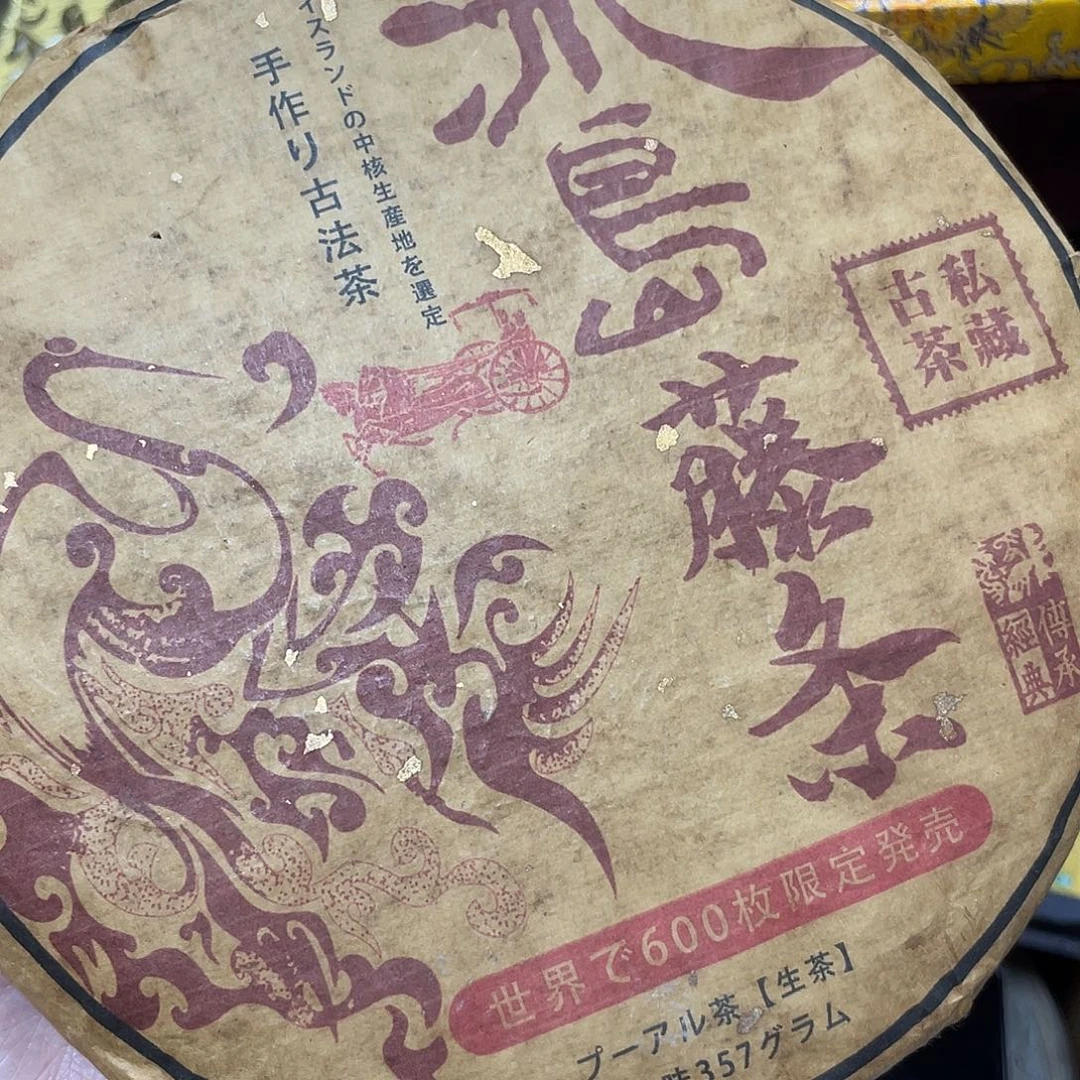 冰島
藤条
私藏
古茶
傳承
經典
イスランドの中核生産地を選定
手作り古法茶
世界で600枚限定発売
プーアル茶【生茶】
357グラム